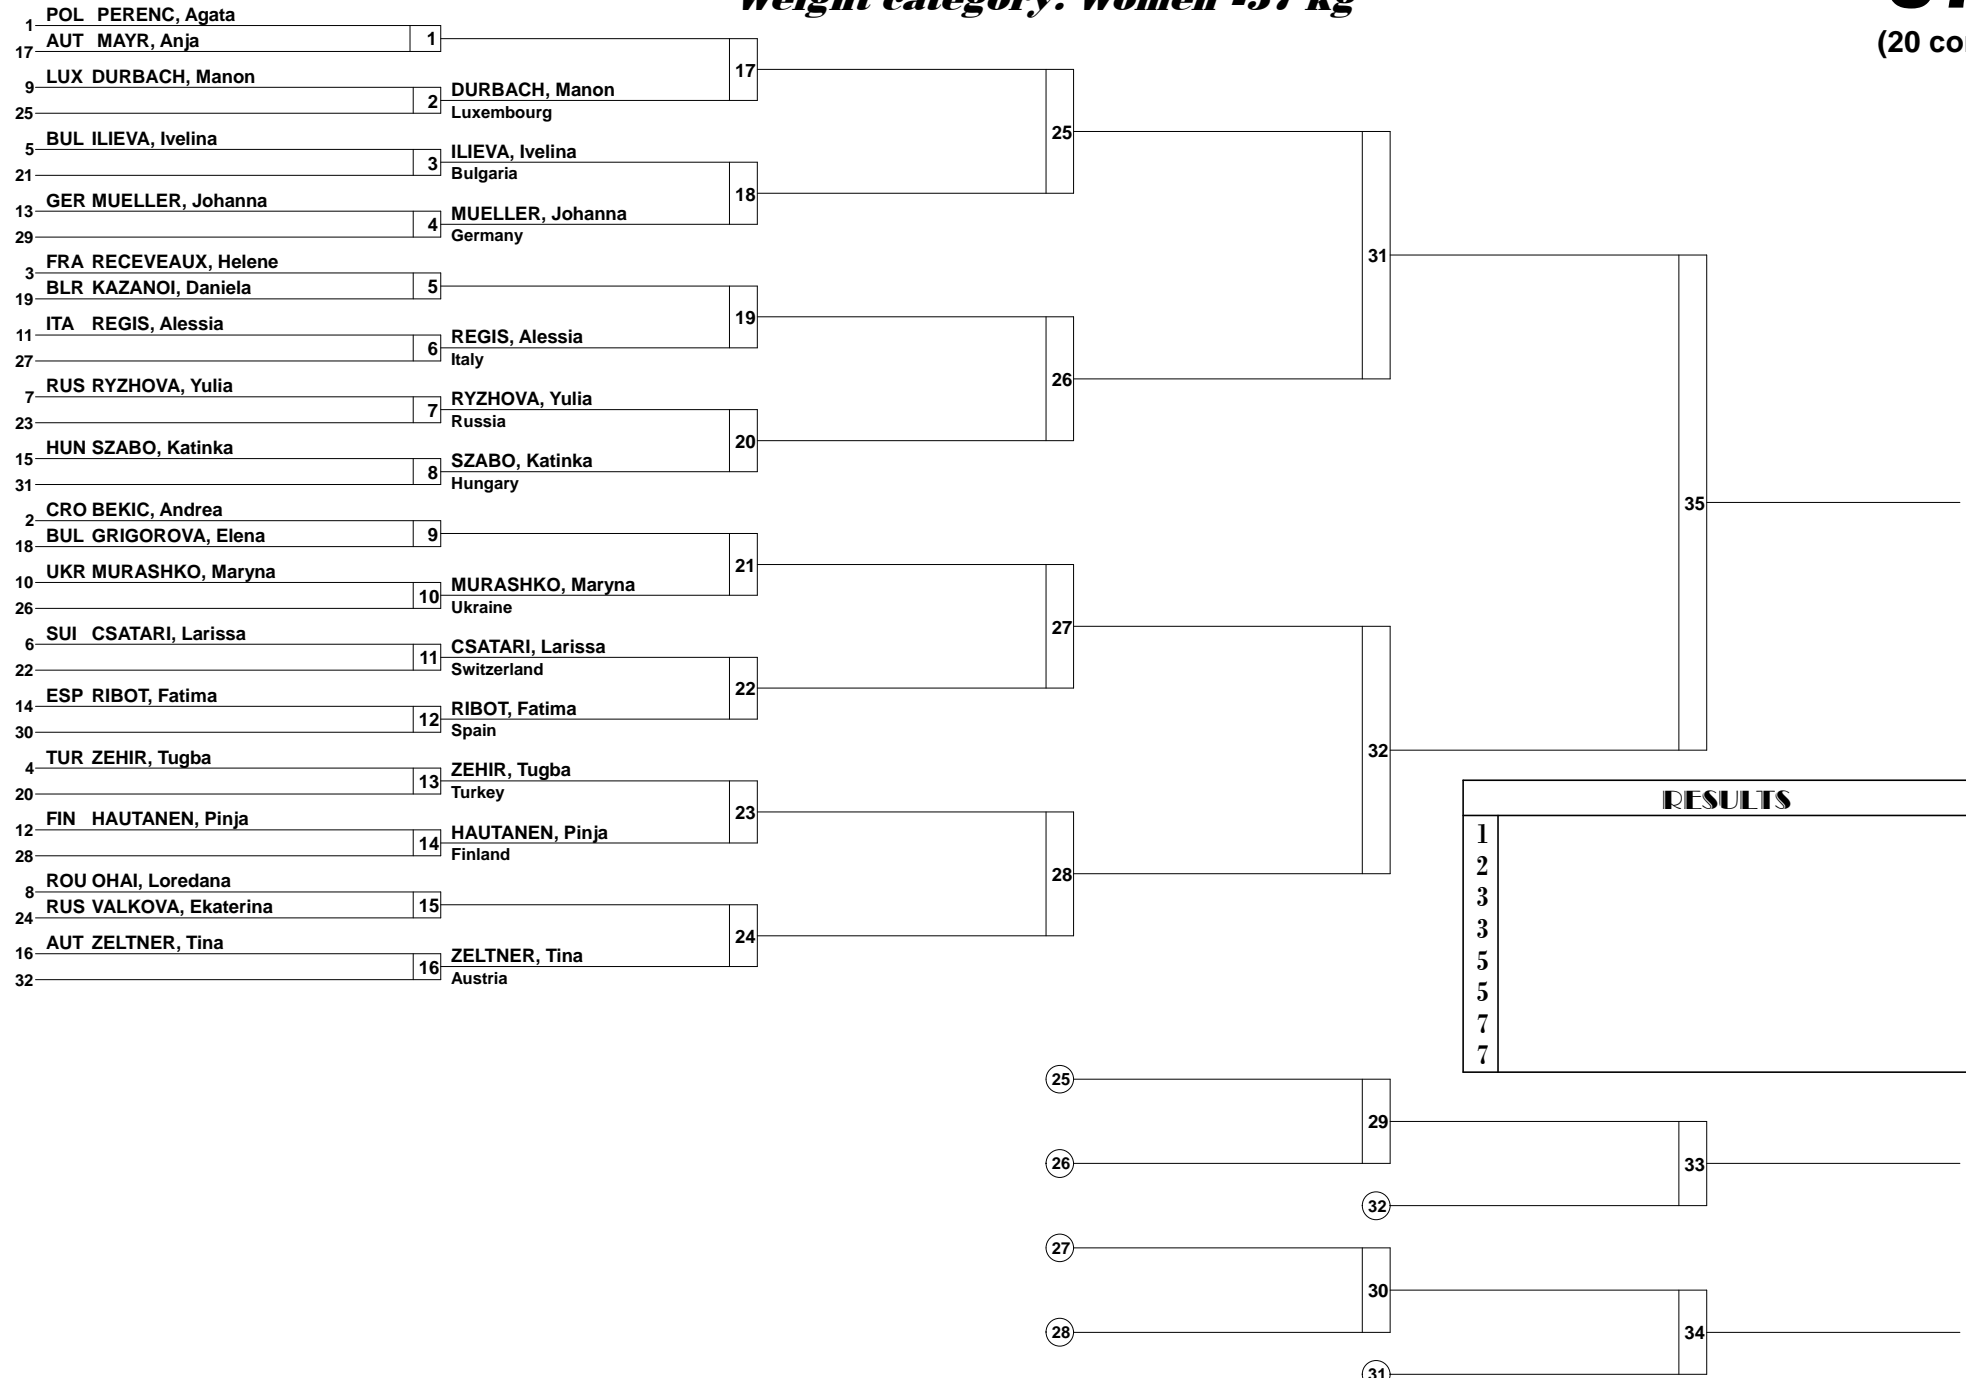 Weight category: Women -57 kg
(20 co
1 POL PERENC, Agata
17 AUT MAYR, Anja
1
9 LUX DURBACH, Manon
25
2
DURBACH, Manon
Luxembourg
17
5 BUL ILIEVA, Ivelina
21
3
ILIEVA, Ivelina
Bulgaria
13 GER MUELLER, Johanna
29
4
MUELLER, Johanna
Germany
18
25
3 FRA RECEVEAUX, Helene
19 BLR KAZANOI, Daniela
5
11 ITA REGIS, Alessia
27
6
REGIS, Alessia
Italy
19
7 RUS RYZHOVA, Yulia
23
7
RYZHOVA, Yulia
Russia
15 HUN SZABO, Katinka
31
8
SZABO, Katinka
Hungary
20
26
31
2 CRO BEKIC, Andrea
18 BUL GRIGOROVA, Elena
9
10 UKR MURASHKO, Maryna
26
10
MURASHKO, Maryna
Ukraine
21
6 SUI CSATARI, Larissa
22
11
CSATARI, Larissa
Switzerland
14 ESP RIBOT, Fatima
30
12
RIBOT, Fatima
Spain
22
27
4 TUR ZEHIR, Tugba
20
13
ZEHIR, Tugba
Turkey
12 FIN HAUTANEN, Pinja
28
14
HAUTANEN, Pinja
Finland
23
8 ROU OHAI, Loredana
24 RUS VALKOVA, Ekaterina
15
16 AUT ZELTNER, Tina
32
16
ZELTNER, Tina
Austria
24
28
32
35
RESULTS
1
2
3
3
5
5
7
7
25
26
29
32
33
27
28
30
31
34